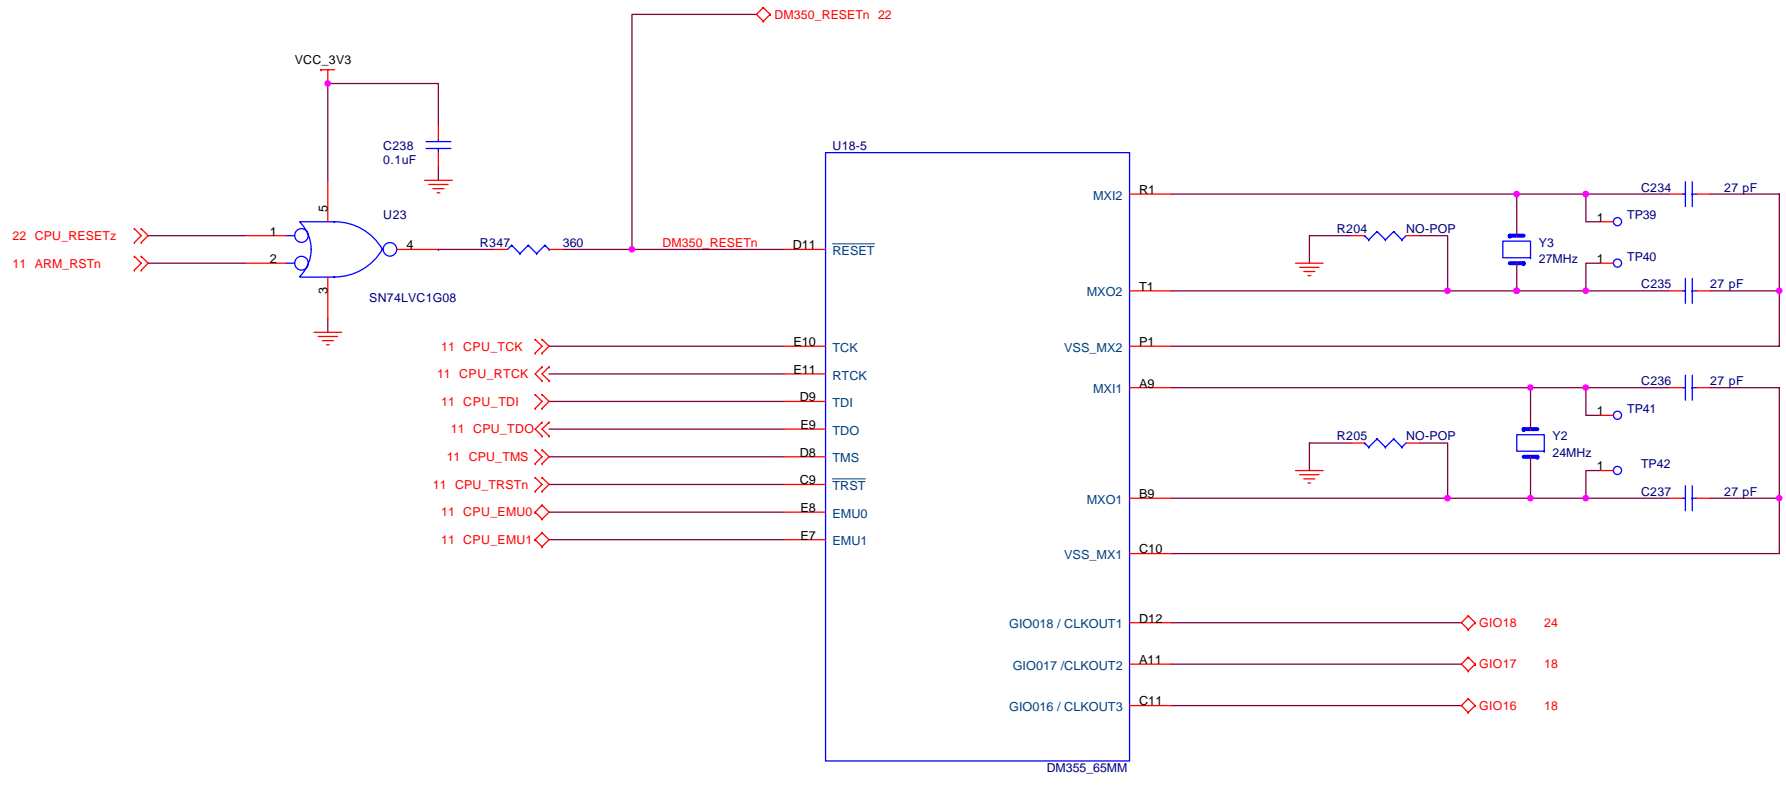 DM350_RESETn 22
VCC_3V3
C238
0.1uF
5
U23
22 CPU_RESETz
1
4
11 ARM_RSTn
2
3
SN74LVC1G08
R347 360
DM350_RESETn
U18-5
D11 RESET
11 CPU_TCK E10 TCK
11 CPU_RTCK E11 RTCK
11 CPU_TDI D9 TDI
11 CPU_TDO E9 TDO
11 CPU_TMS D8 TMS
11 CPU_TRSTn C9 TRST
11 CPU_EMU0 E8 EMU0
11 CPU_EMU1 E7 EMU1
MXI2 R1
C234 27 pF
1 TP39
R204 NO-POP
Y3
27MHz
1 TP40
MXO2 T1
C235 27 pF
VSS_MX2 P1
MXI1 A9
C236 27 pF
1 TP41
R205 NO-POP
Y2
24MHz
1 TP42
MXO1 B9
C237 27 pF
VSS_MX1 C10
GIO018 / CLKOUT1 D12 GIO18 24
GIO017 /CLKOUT2 A11 GIO17 18
GIO016 / CLKOUT3 C11 GIO16 18
DM355_65MM